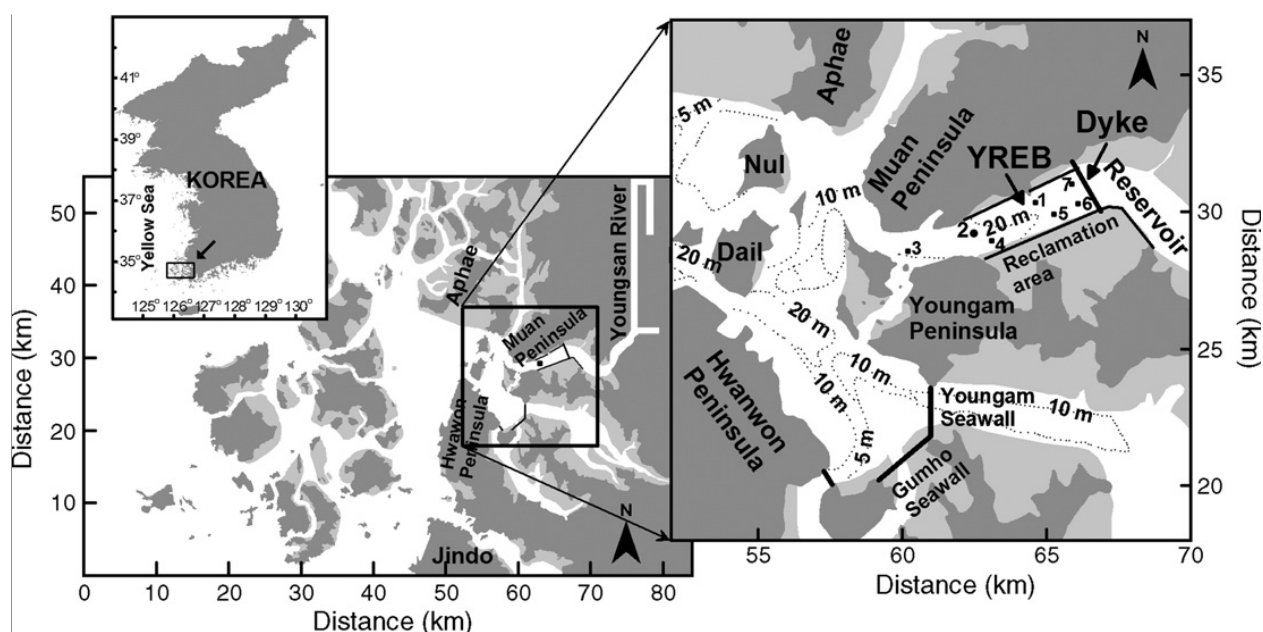 41°
39°
37°
35°
125°
126°
127°
128°
129°
130°
KOREA
Yellow Sea
50
40
30
20
10
0
10
20
30
40
50
60
70
80
Distance (km)
Distance (km)
Aphae
Muan
Peninsula
Youngsan River
Hwawon
Peninsula
Jindo
N
N
Aphae
5 m
Nul
Muan
Peninsula
Dyke
YREB
Reservoir
10 m
20 m
1
2
3
4
5
6
7
Dail
20 m
Reclamation
area
Youngam
Peninsula
20 m
10 m
10 m
10 m
5 m
Hwanwon
Peninsula
Youngam
Seawall
Gumho
Seawall
35
30
25
20
55
60
65
70
Distance (km)
Distance (km)